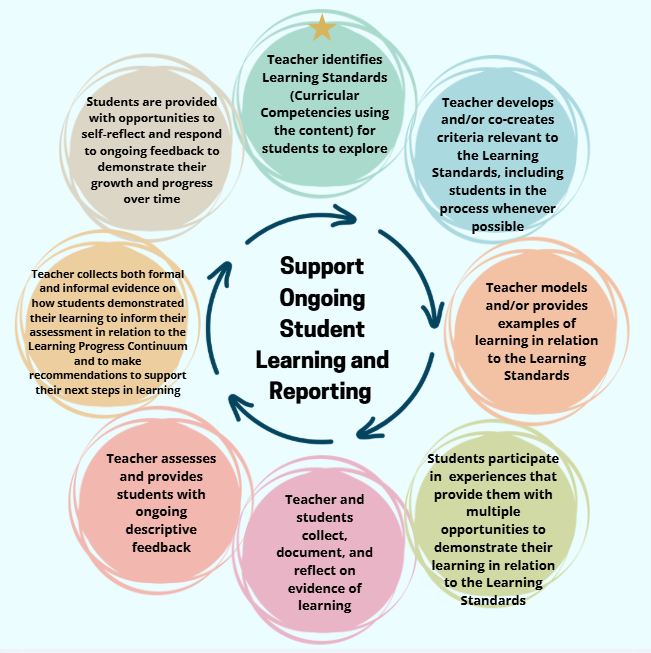 Teacher identifies
Learning Standards
(Curricular
Competencies using
the content) for
students to explore
Teacher develops
and/or co-creates
criteria relevant to
the Learning
Standards, including
students in the
process whenever
possible
Teacher models
and/or provides
examples of
learning in relation
to the Learning
Standards
Students participate
in experiences that
provide them with
multiple
opportunities to
demonstrate their
learning in relation
to the Learning
Standards
Teacher and
students
collect,
document, and
reflect on
evidence of
learning
Teacher assesses
and provides
students with
ongoing
descriptive
feedback
Teacher collects both formal
and informal evidence on
how students demonstrated
their learning to inform their
assessment in relation to the
Learning Progress Continuum
and to make
recommendations to support
their next steps in learning
Students are provided
with opportunities to
self-reflect and respond
to ongoing feedback to
demonstrate their
growth and progress
over time
Support
Ongoing
Student
Learning and
Reporting